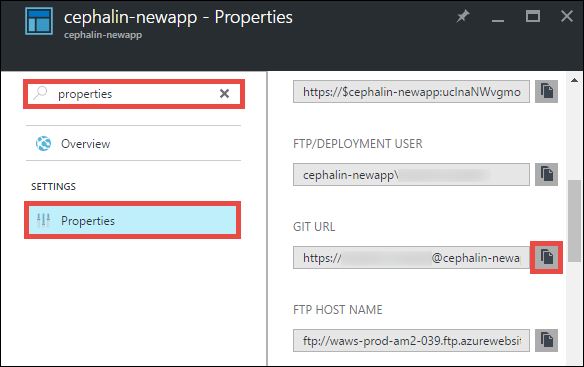 cephalin-newapp - Properties
cephalin-newapp
properties
Overview
SETTINGS
Properties
https://$cephalin-newapp:uclnaNWvgmo
FTP/DEPLOYMENT USER
cephalin-newapp\
GIT URL
https:// @cephalin-newap
FTP HOST NAME
ftp://waws-prod-am2-039.ftp.azurewebsit